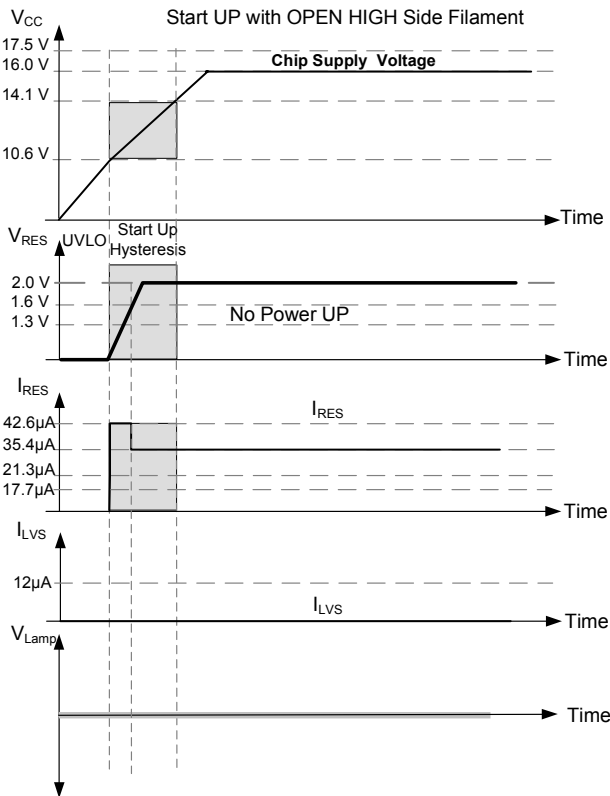 Start UP with OPEN HIGH Side Filament
VCC
17.5 V
16.0 V
Chip Supply Voltage
14.1 V
10.6 V
Time
VRES
UVLO
Start Up
Hysteresis
2.0 V
1.6 V
1.3 V
No Power UP
Time
IRES
IRES
42.6µA
35.4µA
21.3µA
17.7µA
Time
ILVS
12µA
ILVS
Time
VLamp
Time